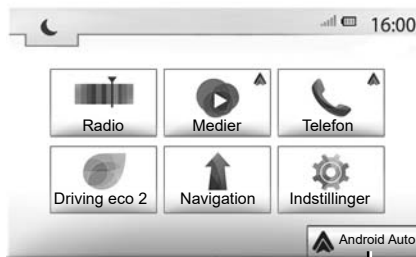 16:00
Radio
Medier
Telefon
Driving eco 2
Navigation
Indstillinger
Android Auto